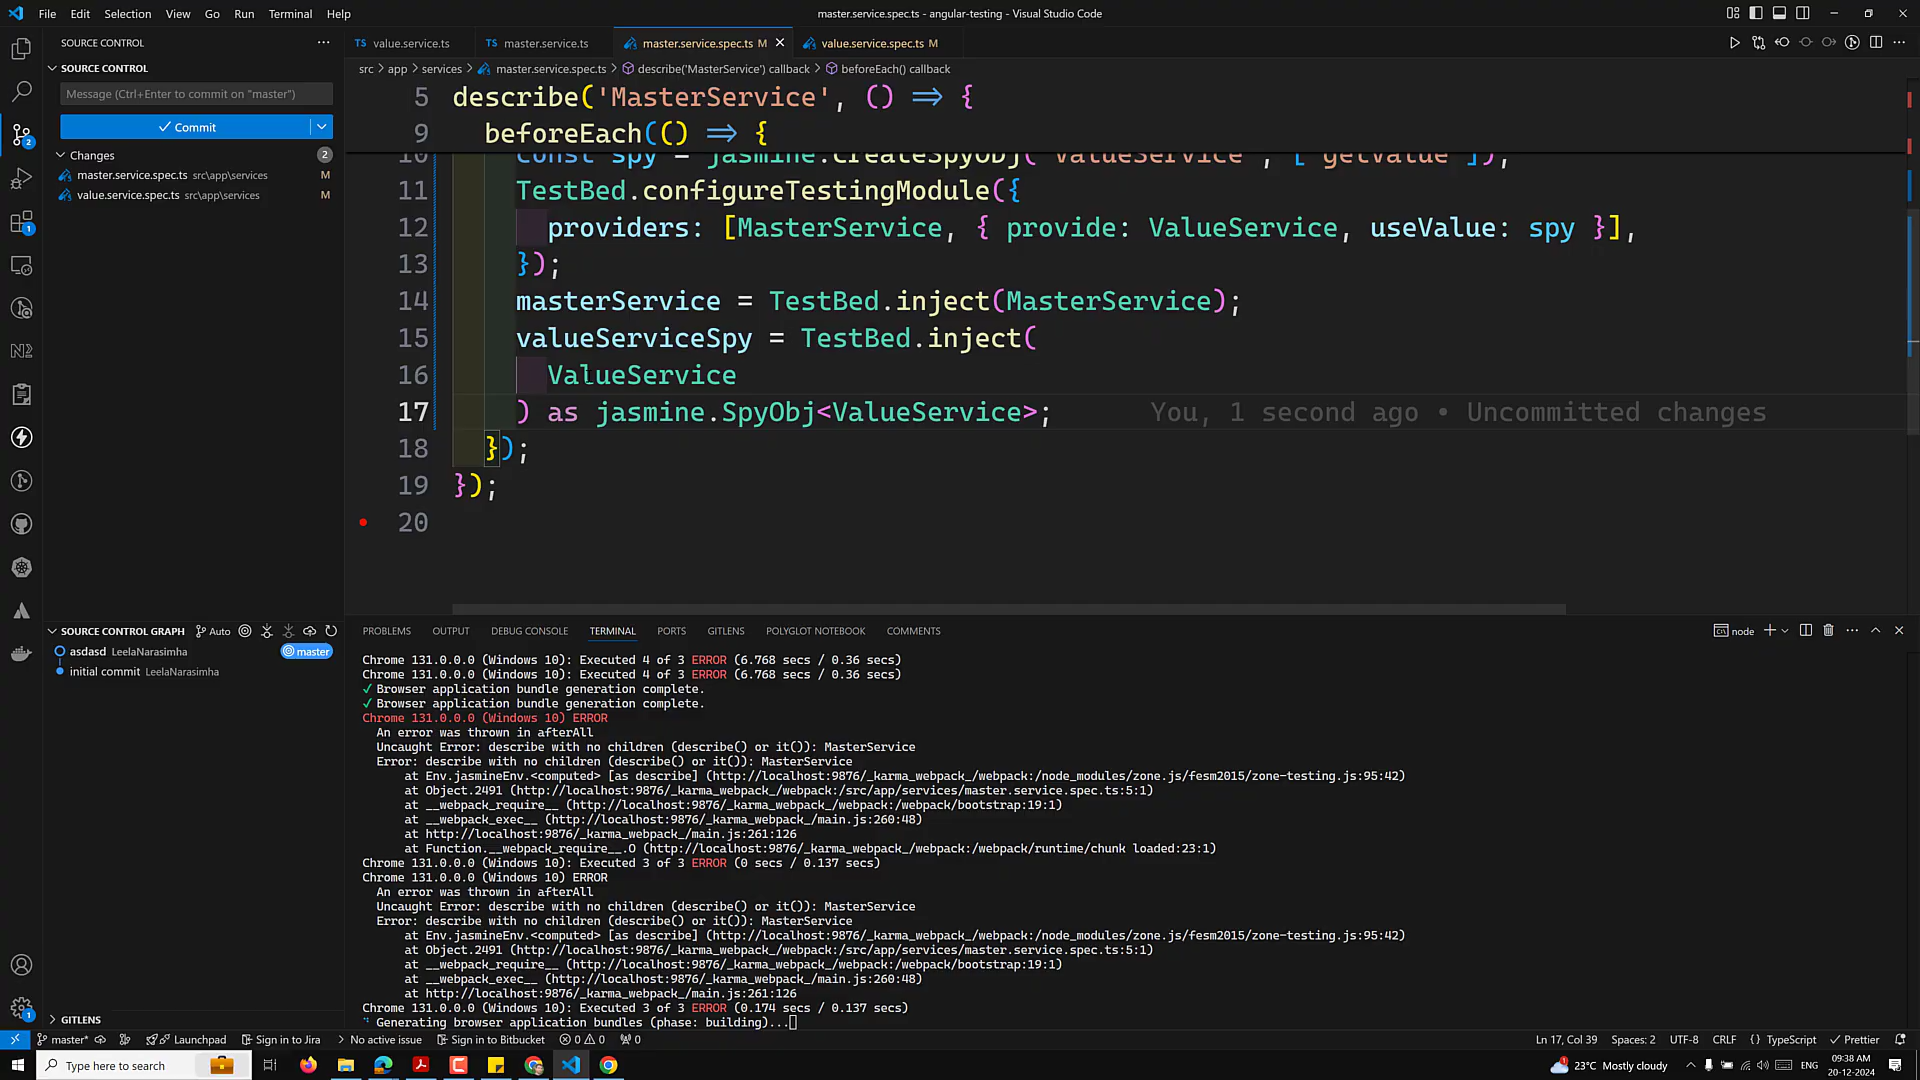 File Edit Selection View Go Run Terminal Help
master.service.spec.ts - angular-testing - Visual Studio Code
SOURCE CONTROL
value.service.ts
master.service.ts
master.service.spec.ts M
value.service.spec.ts M
SOURCE CONTROL
Message (Ctrl+Enter to commit on "master")
Commit
Changes 2
master.service.spec.ts src\app\services M
value.service.spec.ts src\app\services M
src > app > services > master.service.spec.ts > describe('MasterService') callback > beforeEach() callback
5 describe('MasterService', () => {
9 beforeEach(() => {
10 const spy = jasmine.createSpyObj('ValueService', ['getValue']);
11 TestBed.configureTestingModule({
12 providers: [MasterService, { provide: ValueService, useValue: spy }],
13 });
14 masterService = TestBed.inject(MasterService);
15 valueServiceSpy = TestBed.inject(
16 ValueService
17 ) as jasmine.SpyObj<ValueService>; You, 1 second ago • Uncommitted changes
18 });
19 });
20
SOURCE CONTROL GRAPH Auto
asdasd LeelaNarasimha master
initial commit LeelaNarasimha
GITLENS
PROBLEMS OUTPUT DEBUG CONSOLE TERMINAL PORTS GITLENS POLYGLOT NOTEBOOK COMMENTS
node
Chrome 131.0.0.0 (Windows 10): Executed 4 of 3 ERROR (6.768 secs / 0.36 secs)
Chrome 131.0.0.0 (Windows 10): Executed 4 of 3 ERROR (6.768 secs / 0.36 secs)
✓ Browser application bundle generation complete.
✓ Browser application bundle generation complete.
Chrome 131.0.0.0 (Windows 10) ERROR
An error was thrown in afterAll
Uncaught Error: describe with no children (describe() or it()): MasterService
Error: describe with no children (describe() or it()): MasterService
at Env.jasmineEnv.<computed> [as describe] (http://localhost:9876/_karma_webpack_/webpack:/node_modules/zone.js/fesm2015/zone-testing.js:95:42)
at Object.2491 (http://localhost:9876/_karma_webpack_/webpack:/src/app/services/master.service.spec.ts:5:1)
at __webpack_require__ (http://localhost:9876/_karma_webpack_/webpack:/webpack/bootstrap:19:1)
at __webpack_exec__ (http://localhost:9876/_karma_webpack_/main.js:260:48)
at http://localhost:9876/_karma_webpack_/main.js:261:126
at Function.__webpack_require__.O (http://localhost:9876/_karma_webpack_/webpack:/webpack/runtime/chunk loaded:23:1)
Chrome 131.0.0.0 (Windows 10): Executed 3 of 3 ERROR (0 secs / 0.137 secs)
Chrome 131.0.0.0 (Windows 10) ERROR
An error was thrown in afterAll
Uncaught Error: describe with no children (describe() or it()): MasterService
Error: describe with no children (describe() or it()): MasterService
at Env.jasmineEnv.<computed> [as describe] (http://localhost:9876/_karma_webpack_/webpack:/node_modules/zone.js/fesm2015/zone-testing.js:95:42)
at Object.2491 (http://localhost:9876/_karma_webpack_/webpack:/src/app/services/master.service.spec.ts:5:1)
at __webpack_require__ (http://localhost:9876/_karma_webpack_/webpack:/webpack/bootstrap:19:1)
at __webpack_exec__ (http://localhost:9876/_karma_webpack_/main.js:260:48)
at http://localhost:9876/_karma_webpack_/main.js:261:126
Chrome 131.0.0.0 (Windows 10): Executed 3 of 3 ERROR (0.174 secs / 0.137 secs)
Generating browser application bundles (phase: building)...
master* Launchpad Sign in to Jira No active issue Sign in to Bitbucket 0 0 0
Ln 17, Col 39 Spaces: 2 UTF-8 CRLF {} TypeScript Prettier
Type here to search
23°C Mostly cloudy ENG 09:38 AM
20-12-2024